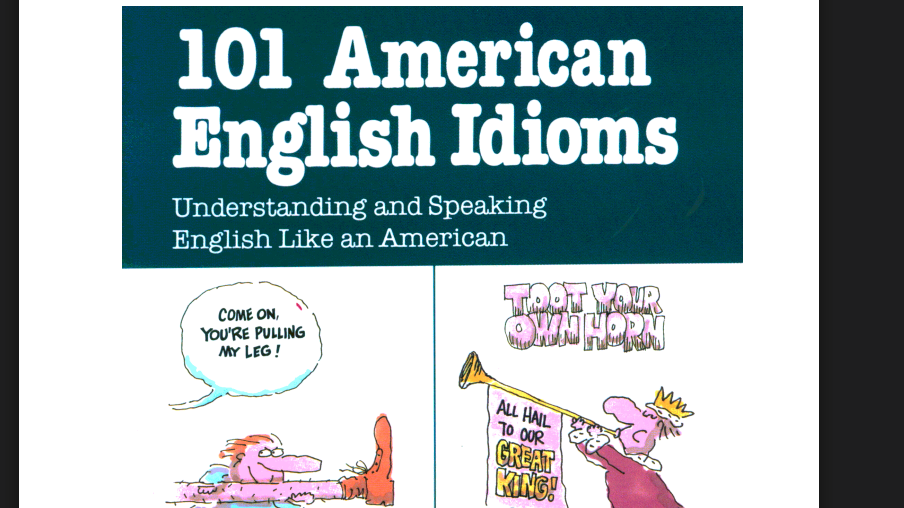 101 American
English Idioms
Understanding and Speaking
English Like an American
COME ON,
YOU'RE PULLING
MY LEG!
TOOT YOUR
OWN HORN
ALL HAIL
TO OUR
GREAT
KING!